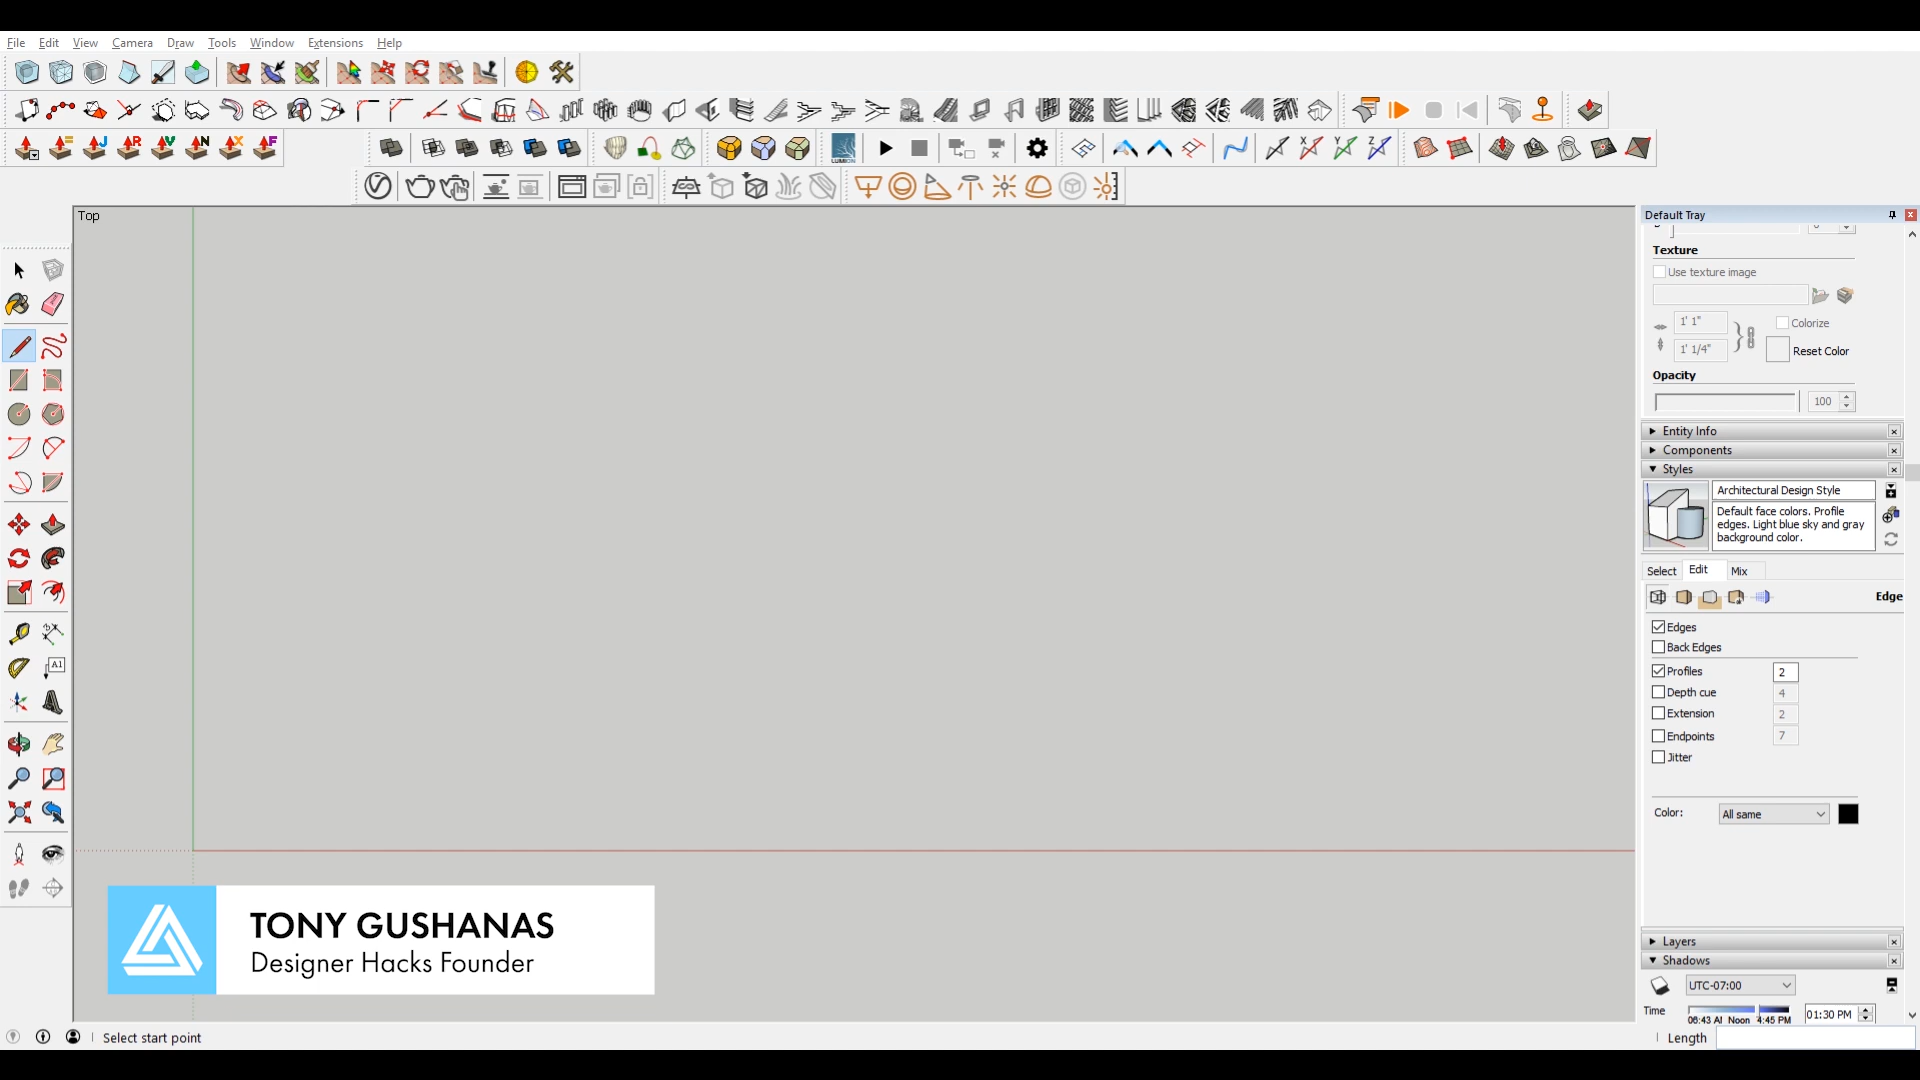 File Edit View Camera Draw Tools Window Extensions Help
J R V N X F
LUMION
X Y Z
Top
Default Tray
Texture
Use texture image
1' 1"
Colorize
1' 1/4"
Reset Color
Opacity
100
Entity Info
Components
Styles
Architectural Design Style
Default face colors. Profile
edges. Light blue sky and gray
background color.
Select Edit Mix
Edge
Edges
Back Edges
Profiles 2
Depth cue 4
Extension 2
Endpoints 7
Jitter
Color: All same
A1
Layers
Shadows
UTC-07:00
Time 06:43 AM Noon 4:45 PM 01:30 PM
TONY GUSHANAS
Designer Hacks Founder
Select start point
Length